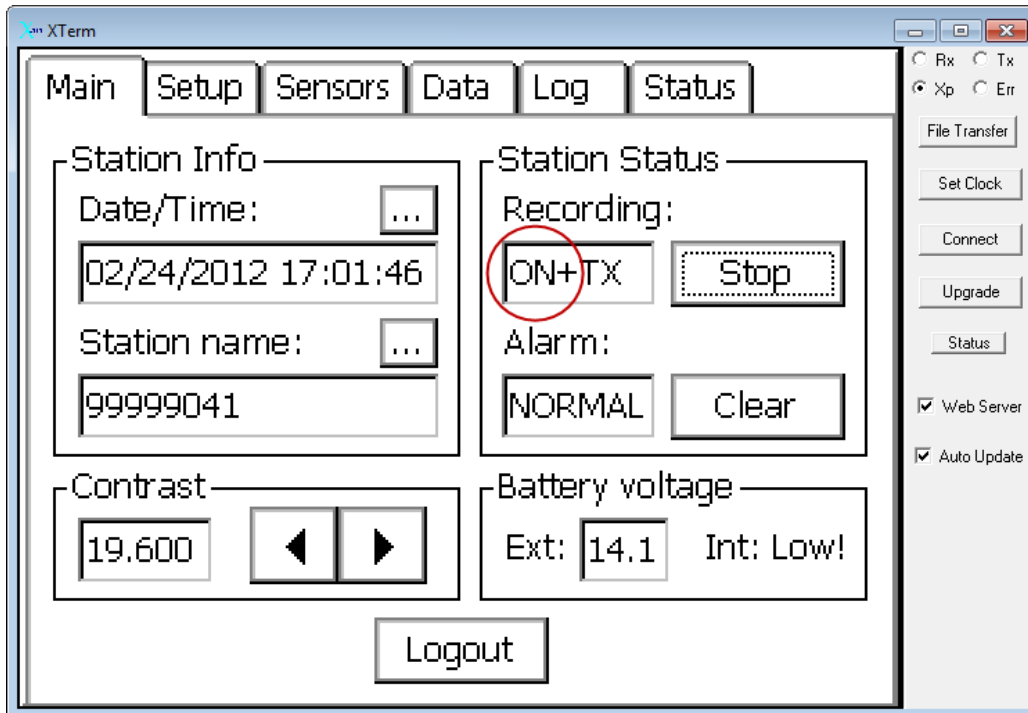 XTerm
Main Setup Sensors Data Log Status
Station Info
Date/Time: ...
02/24/2012 17:01:46
Station name: ...
99999041
Station Status
Recording:
ON+TX Stop
Alarm:
NORMAL Clear
Contrast
19.600
Battery voltage
Ext: 14.1 Int: Low!
Logout
Rx Tx
Xp Err
File Transfer
Set Clock
Connect
Upgrade
Status
Web Server
Auto Update